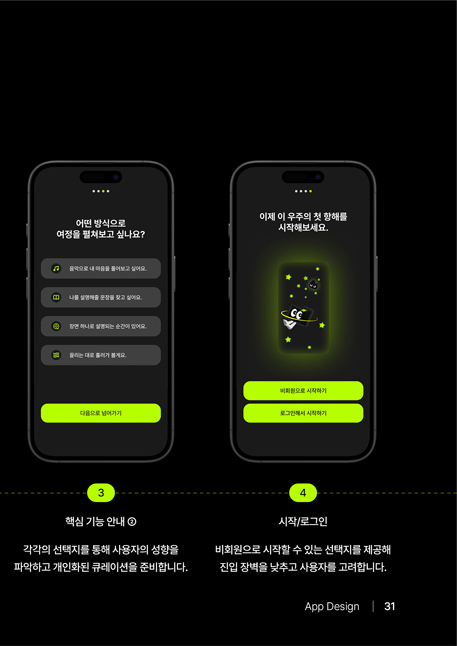 어떤 방식으로
여정을 펼쳐보고 싶나요?
음악으로 내 마음을 풀어보고 싶어요.
나를 설명해줄 문장을 찾고 싶어요.
장면 하나로 설명되는 순간이 있어요.
끌리는 대로 흘러가 볼게요.
다음으로 넘어가기
이제 이 우주의 첫 항해를
시작해보세요.
비회원으로 시작하기
로그인해서 시작하기
3
핵심 기능 안내 ②
각각의 선택지를 통해 사용자의 성향을
파악하고 개인화된 큐레이션을 준비합니다.
4
시작/로그인
비회원으로 시작할 수 있는 선택지를 제공해
진입 장벽을 낮추고 사용자를 고려합니다.
App Design | 31